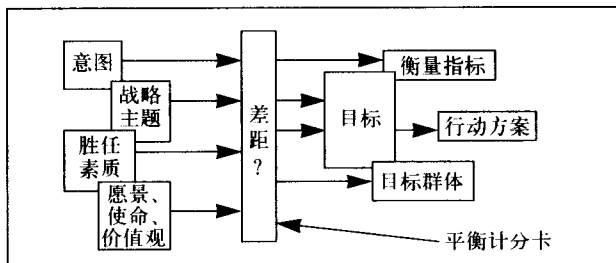 意图
战略
主题
胜任
素质
愿景、
使命、
价值观
差
距
?
目标
衡量指标
行动方案
目标群体
平衡计分卡